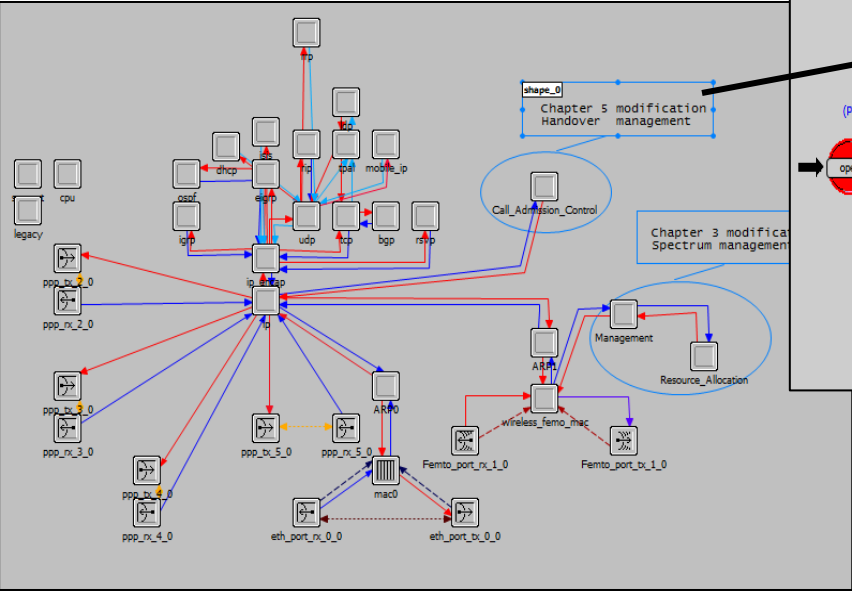 ftp
shape_0
Chapter 5 modification
Handover management
dhcp
isis
rip
tpal
mobile_ip
cpu
ospf
eigrp
Call_Admission_Control
legacy
igrp
udp
tcp
bgp
rsvp
Chapter 3 modificat
Spectrum management
ip_encap
ppp_tx_2_0
ppp_rx_2_0
ip
Management
ARP1
Resource_Allocation
ppp_tx_3_0
ARP0
wireless_femo_mac
ppp_rx_3_0
ppp_tx_5_0
ppp_rx_5_0
Femto_port_rx_1_0
Femto_port_tx_1_0
ppp_tx_4_0
mac0
ppp_rx_4_0
eth_port_rx_0_0
eth_port_tx_0_0